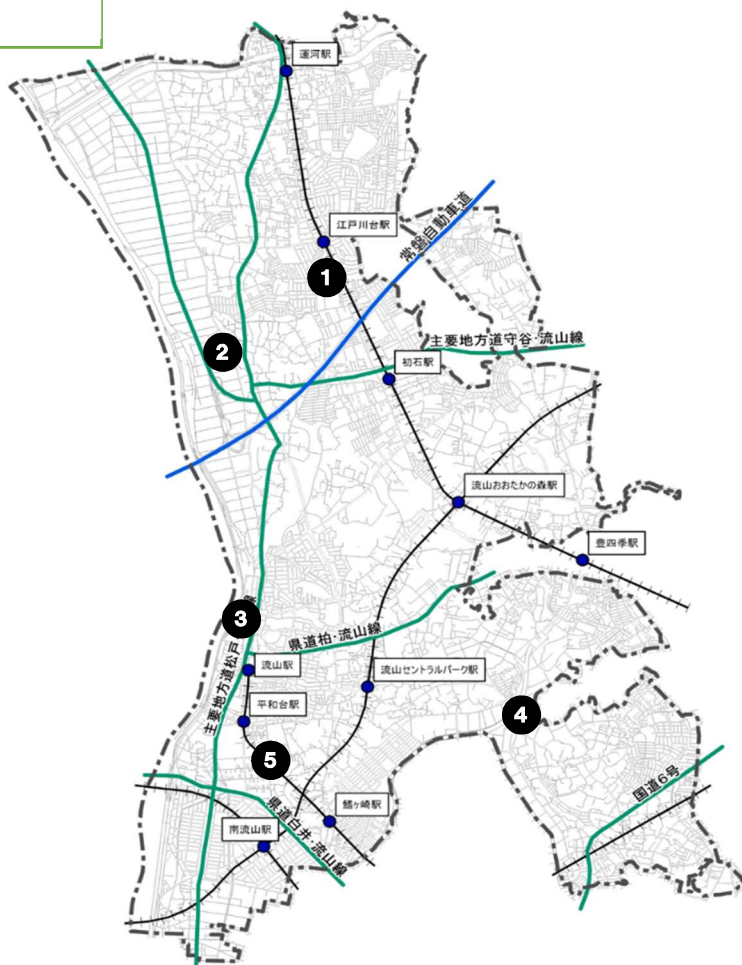 運河駅
江戸川台駅
常磐自動車道
1
主要地方道守谷・流山線
2
初石駅
流山おおたかの森駅
豊四季駅
3
県道柏・流山線
主要地方道松戸
流山駅
流山セントラルパーク駅
平和台駅
4
5
国道6号
鰭ヶ崎駅
県道白井・流山線
南流山駅